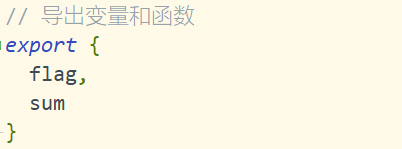 // 导出变量和函数
export {
  flag,
  sum
}